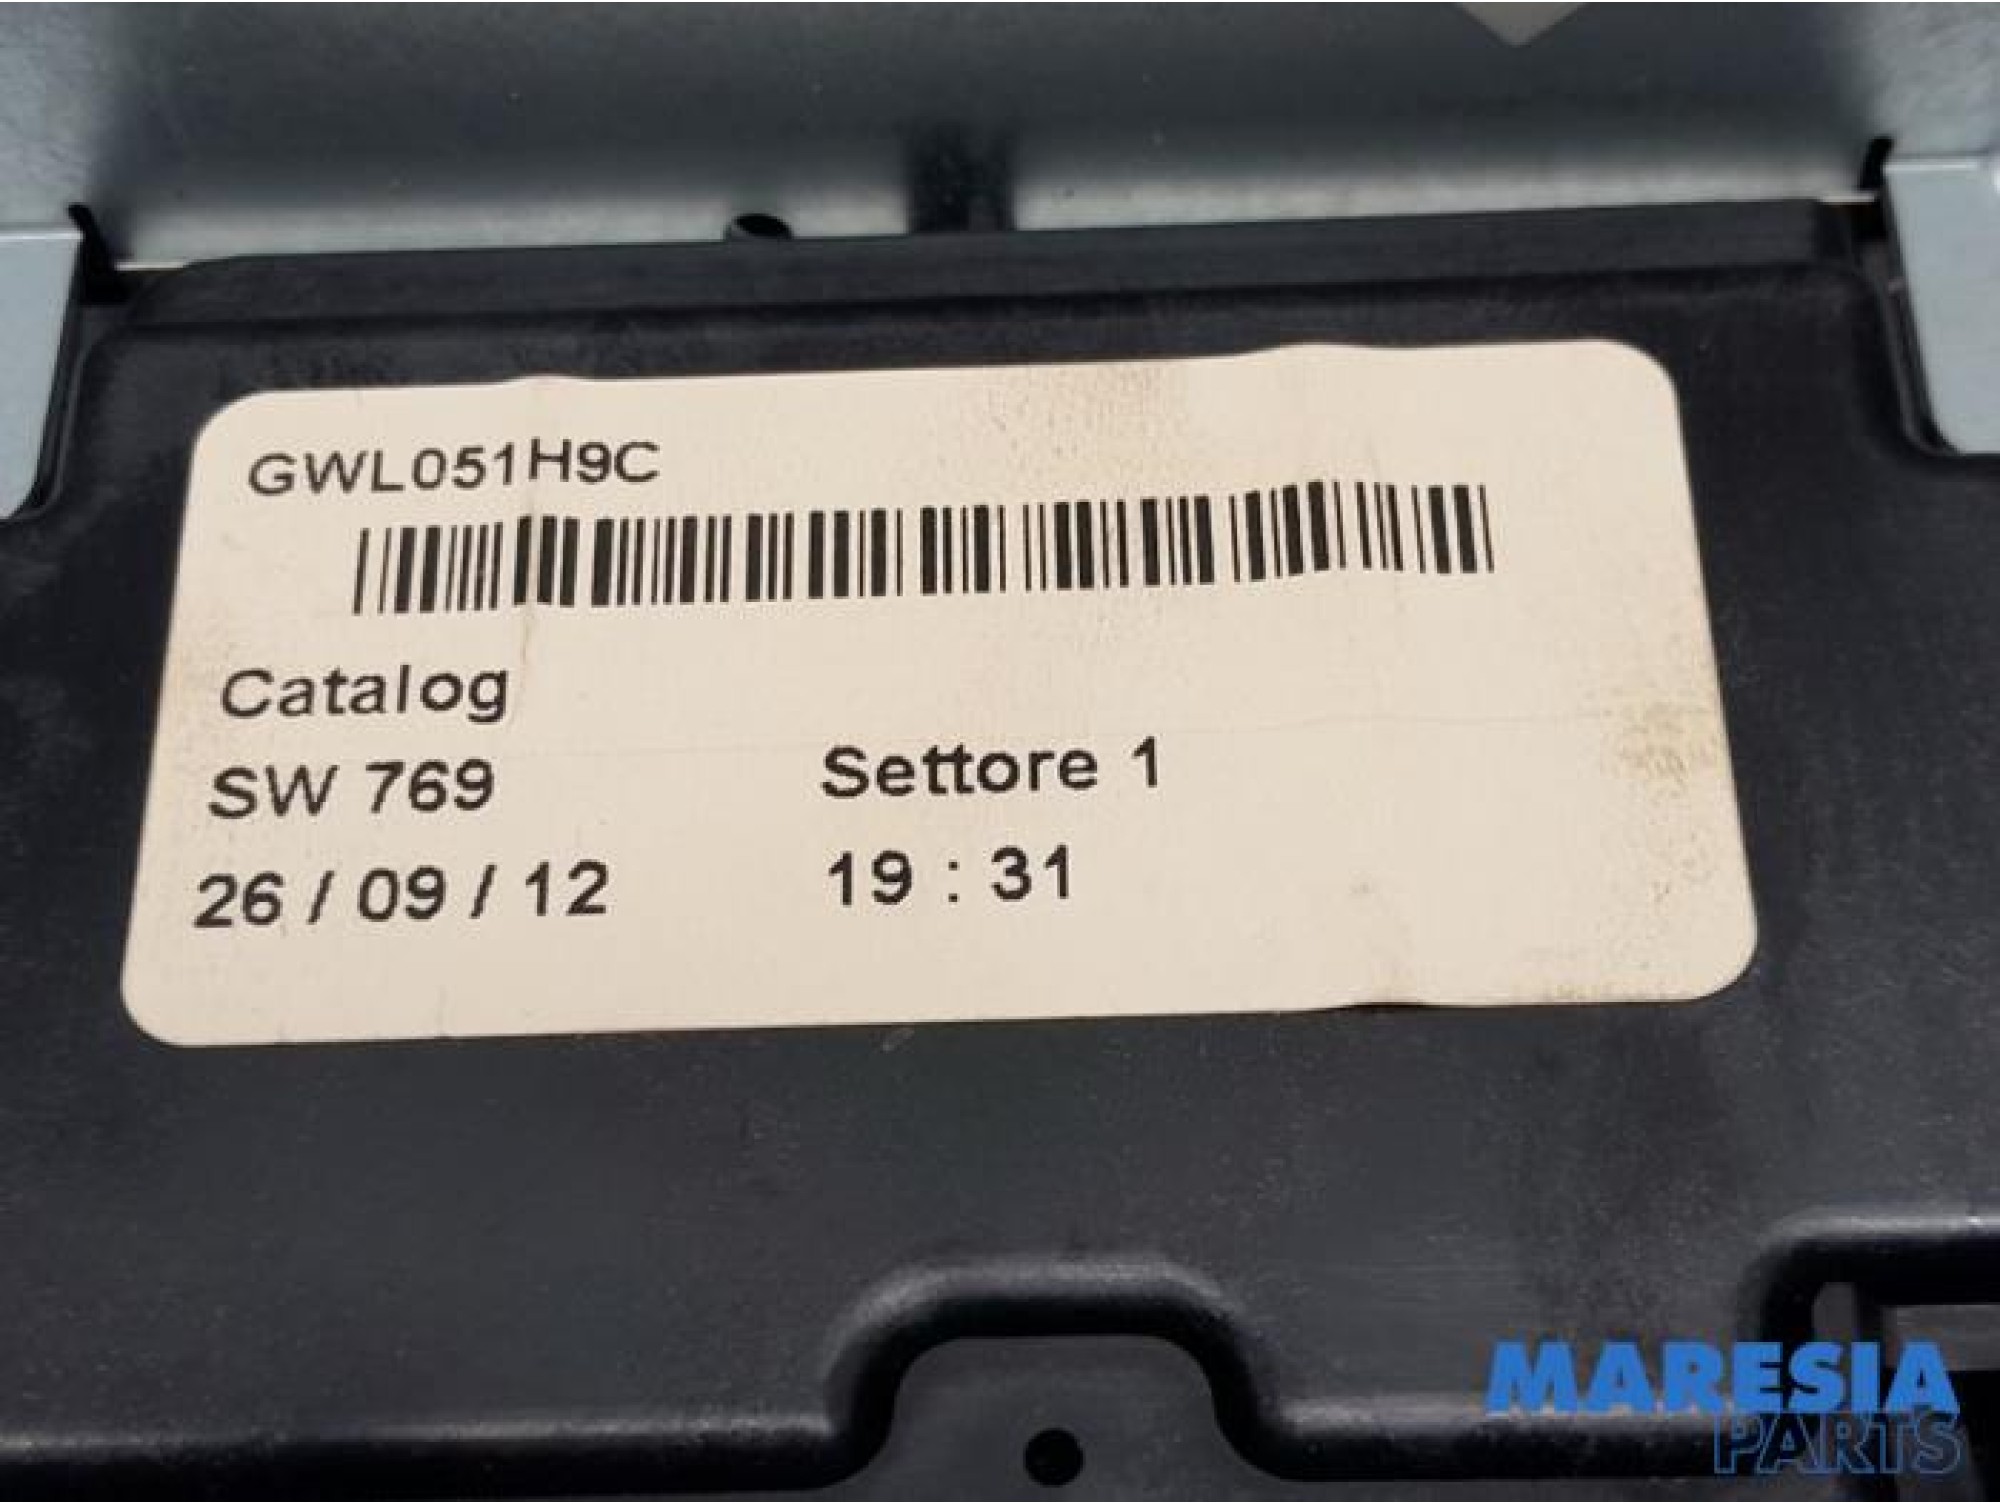 GWL051H9C
Catalog
SW 769 Settore 1
26 / 09 / 12 19 : 31
MARESIA
PARTS